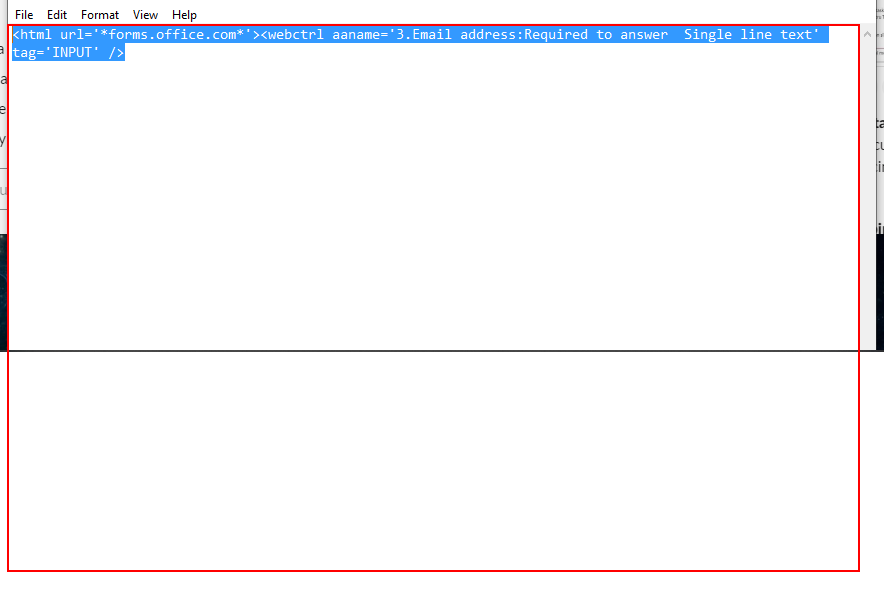 File Edit Format View Help
<html url='*forms.office.com*'><webctrl aaname='3.Email address:Required to answer  Single line text'
tag='INPUT' />